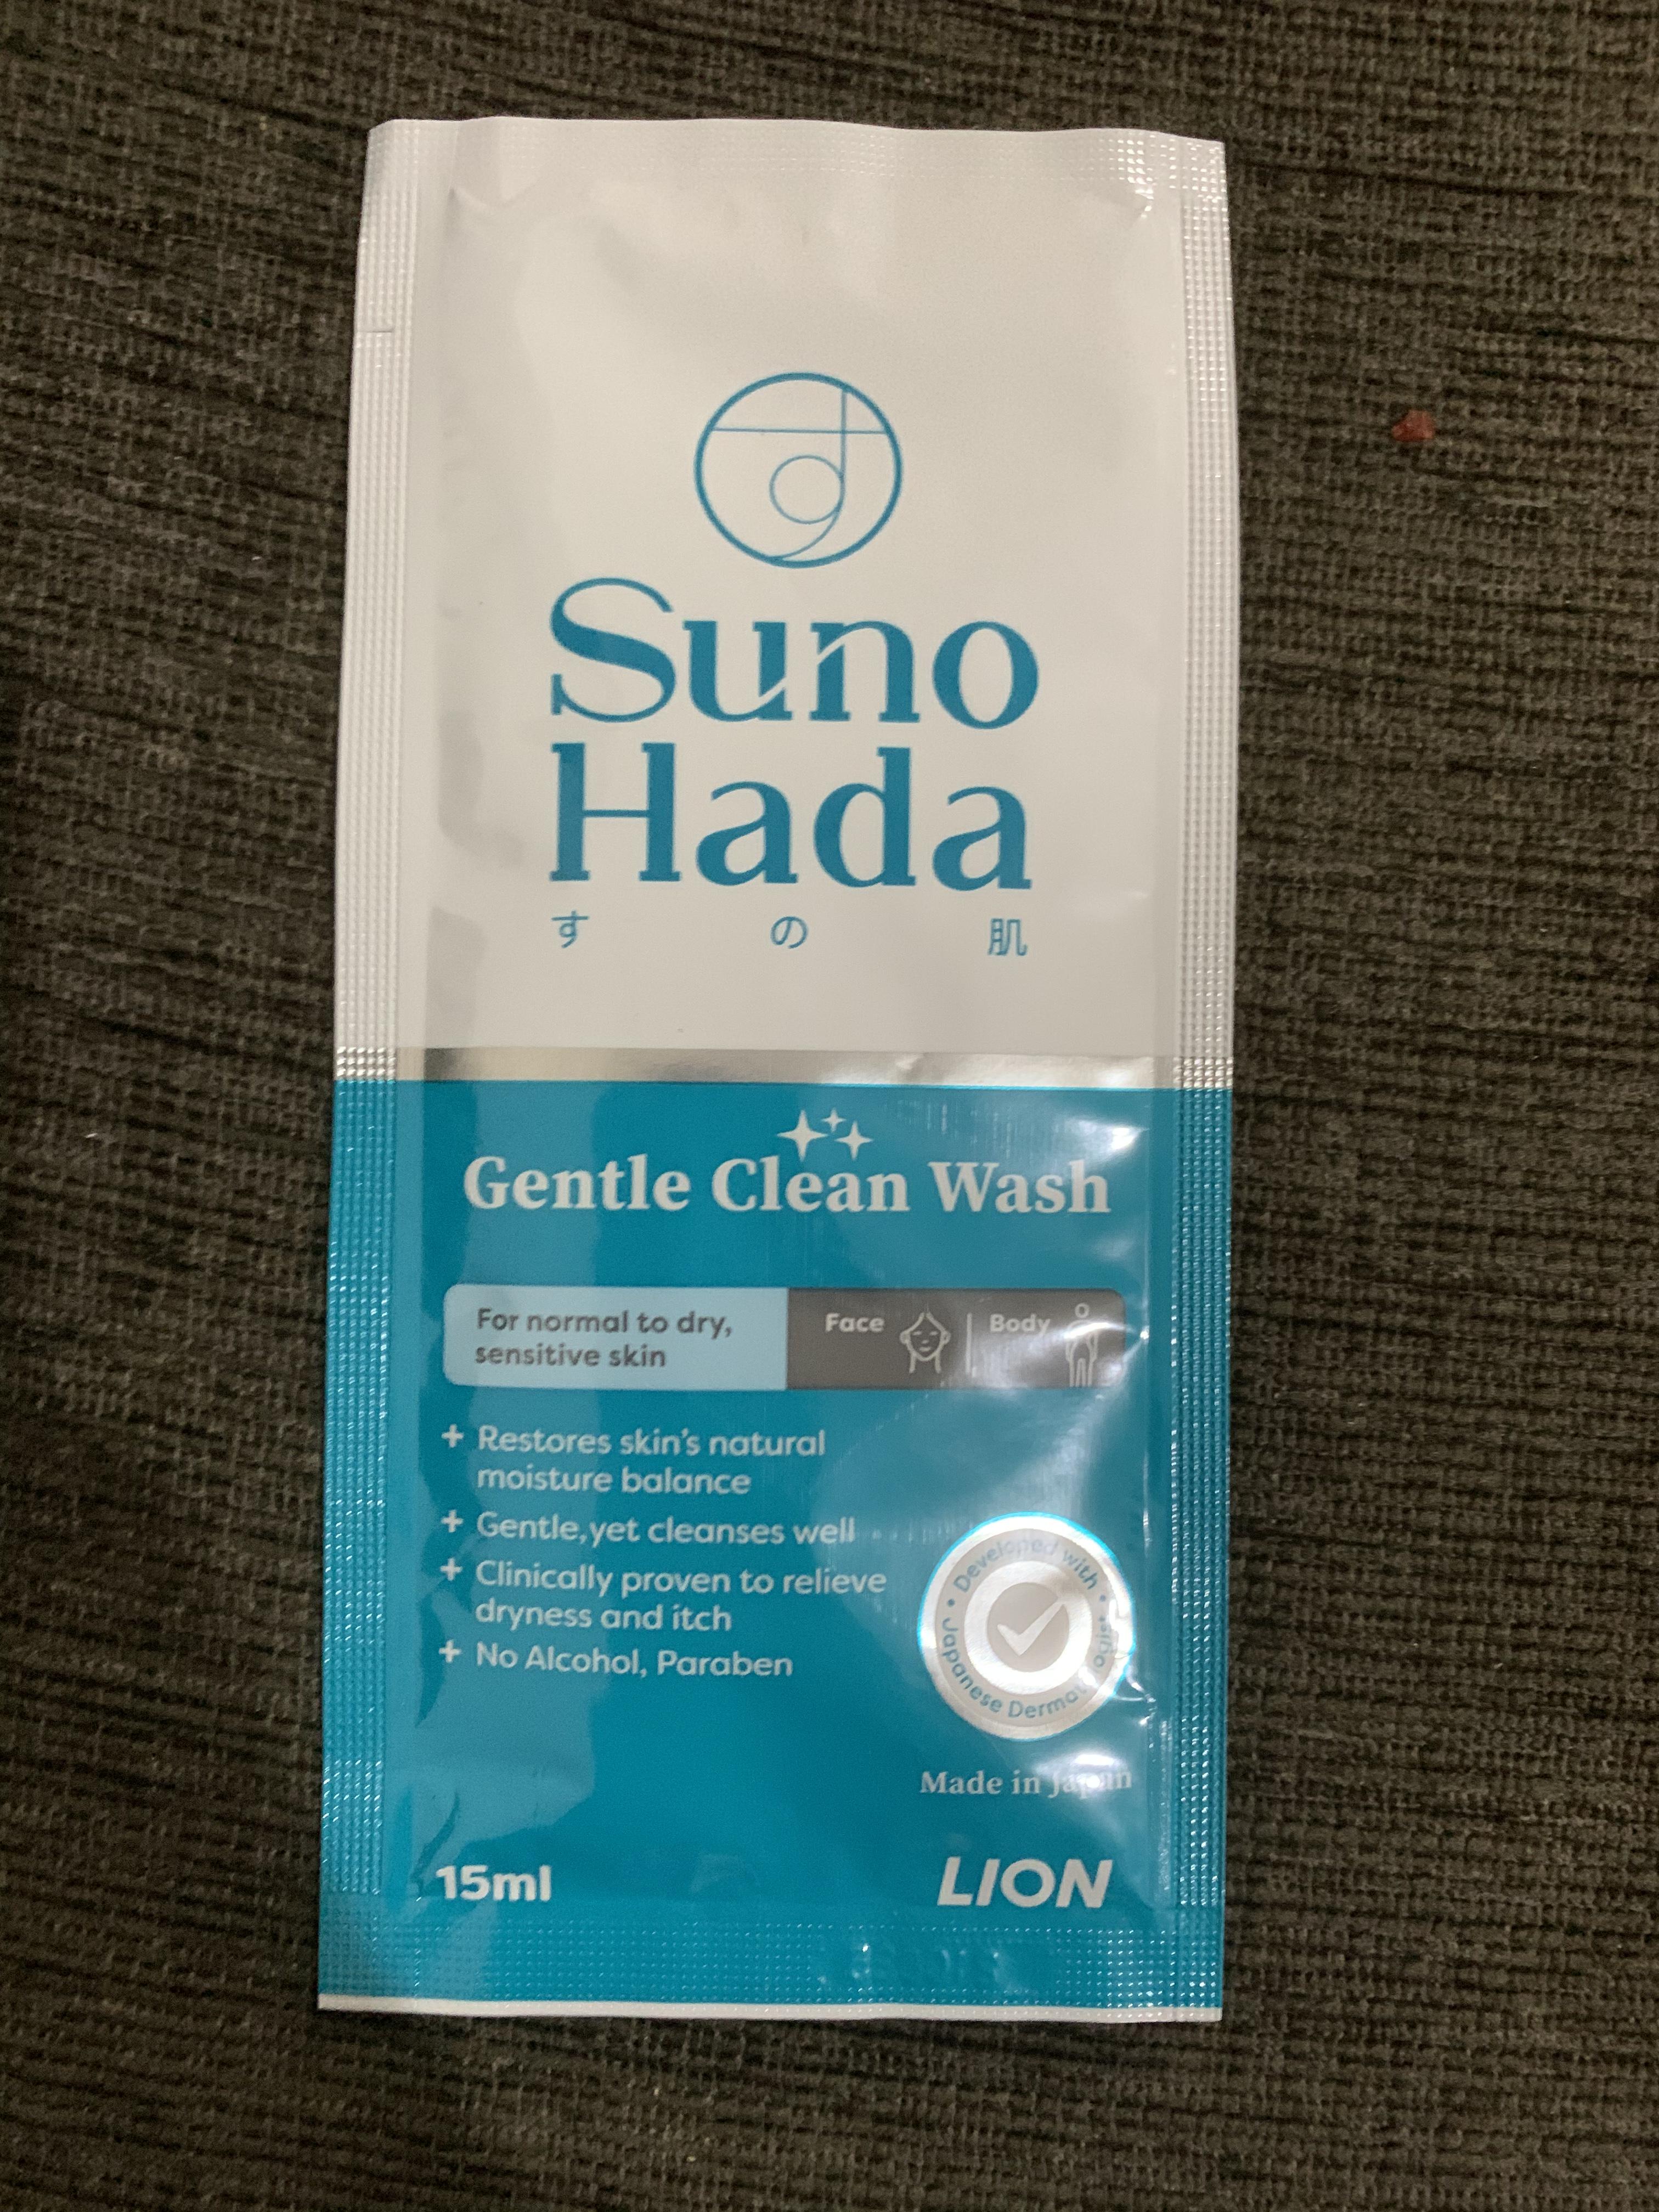 Suno
Hada
すの肌
Gentle Clean Wash
For normal to dry,
sensitive skin
Face
Body
+ Restores skin's natural
moisture balance
+ Gentle, yet cleanses well
+ Clinically proven to relieve
dryness and itch
+ No Alcohol, Paraben
Developed with
Japanese
Made in Japan
15ml
LION